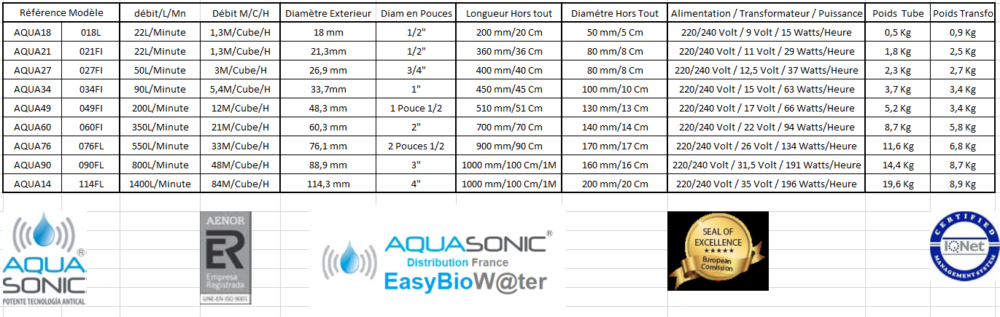 Référence Modèle débit/L/Mn Débit M/C/H Diamètre Exterieur Diam en Pouces Longueur Hors tout Diamétre Hors Tout Alimentation / Transformateur / Puissance Poids Tube Poids Transfo
AQUA18 018L 22L/Minute 1,3M/Cube/H 18 mm 1/2" 200 mm/20 Cm 50 mm/5 Cm 220/240 Volt / 9 Volt / 15 Watts/Heure 0,5 Kg 0,9 Kg
AQUA21 021FI 22L/Minute 1,3M/Cube/H 21,3mm 1/2" 360 mm/36 Cm 80 mm/8 Cm 220/240 Volt / 11 Volt / 29 Watts/Heure 1,8 Kg 2,5 Kg
AQUA27 027FI 50L/Minute 3M/Cube/H 26,9 mm 3/4" 400 mm/40 Cm 80 mm/8 Cm 220/240 Volt / 12,5 Volt / 37 Watts/Heure 2,3 Kg 2,7 Kg
AQUA34 034FI 90L/Minute 5,4M/Cube/H 33,7mm 1" 450 mm/45 Cm 100 mm/10 Cm 220/240 Volt / 15 Volt / 63 Watts/Heure 3,7 Kg 3,4 Kg
AQUA49 049FI 200L/Minute 12M/Cube/H 48,3 mm 1 Pouce 1/2 510 mm/51 Cm 130 mm/13 Cm 220/240 Volt / 17 Volt / 66 Watts/Heure 5,2 Kg 3,4 Kg
AQUA60 060FI 350L/Minute 21M/Cube/H 60,3 mm 2" 700 mm/70 Cm 140 mm/14 Cm 220/240 Volt / 22 Volt / 94 Watts/Heure 8,7 Kg 5,8 Kg
AQUA76 076FL 550L/Minute 33M/Cube/H 76,1 mm 2 Pouces 1/2 900 mm/90 Cm 170 mm/17 Cm 220/240 Volt / 26 Volt / 134 Watts/Heure 11,6 Kg 6,8 Kg
AQUA90 090FL 800L/Minute 48M/Cube/H 88,9 mm 3" 1000 mm/100 Cm/1M 160 mm/16 Cm 220/240 Volt / 31,5 Volt / 191 Watts/Heure 14,4 Kg 8,7 Kg
AQUA14 114FL 1400L/Minute 84M/Cube/H 114,3 mm 4" 1000 mm/100 Cm/1M 200 mm/20 Cm 220/240 Volt / 35 Volt / 196 Watts/Heure 19,6 Kg 8,9 Kg
AQUA
SONIC®
POTENTE TECNOLOGÍA ANTICAL
AENOR
ER
Empresa
Registrada
UNE-EN ISO 9001
AQUASONIC®
Distribution France
EasyBioW@ter
SEAL OF
EXCELLENCE
European
Comission
CERTIFIED
IQNet
MANAGEMENT SYSTEM